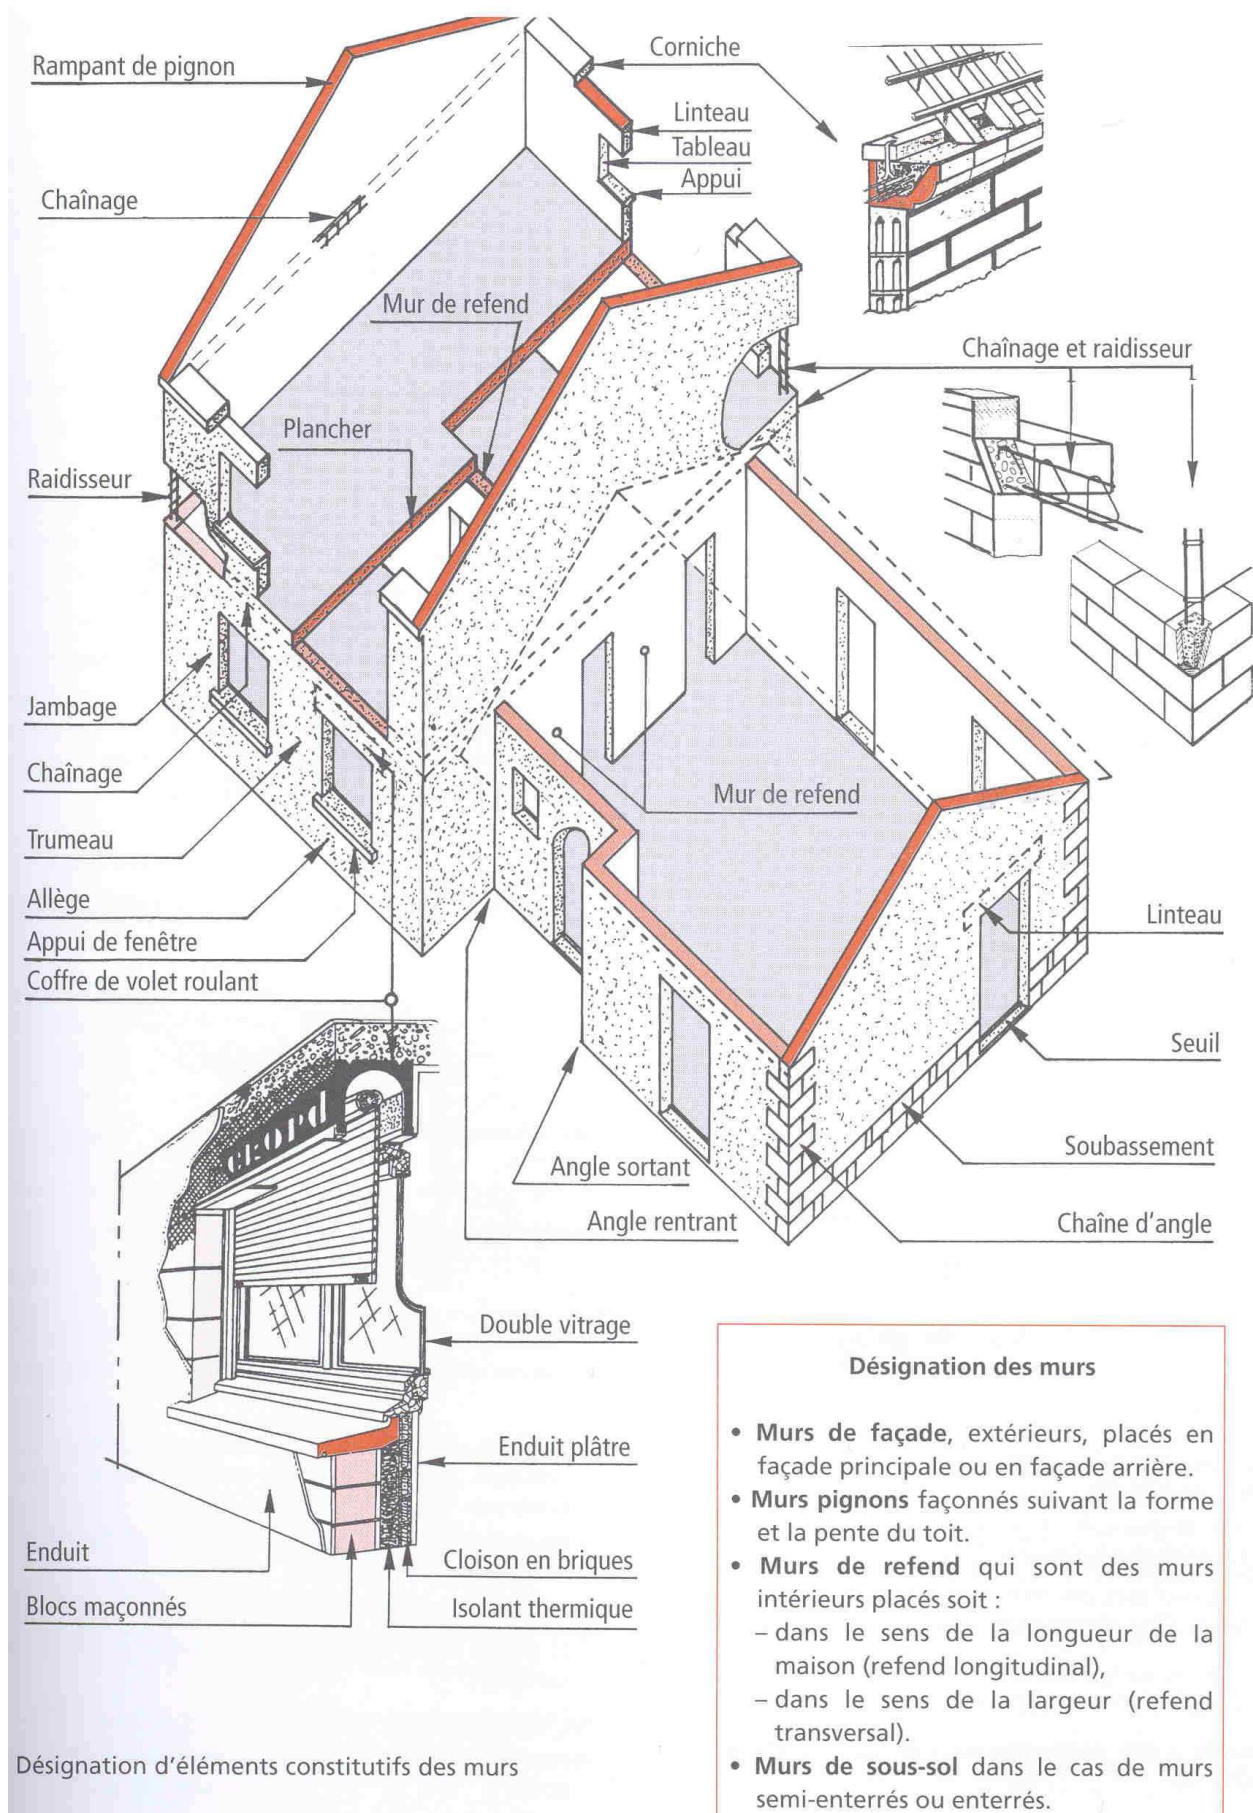 Rampant de pignon
Corniche
Linteau
Tableau
Appui
Chaînage
Mur de refend
Chaînage et raidisseur
Plancher
Raidisseur
Jambage
Chaînage
Mur de refend
Trumeau
Allège
Linteau
Appui de fenêtre
Coffre de volet roulant
Seuil
Soubassement
Angle sortant
Angle rentrant
Chaîne d'angle
Double vitrage
Enduit plâtre
Enduit
Cloison en briques
Blocs maçonnés
Isolant thermique
Désignation d'éléments constitutifs des murs
Désignation des murs
• Murs de façade, extérieurs, placés en
façade principale ou en façade arrière.
• Murs pignons façonnés suivant la forme
et la pente du toit.
• Murs de refend qui sont des murs
intérieurs placés soit :
– dans le sens de la longueur de la
maison (refend longitudinal),
– dans le sens de la largeur (refend
transversal).
• Murs de sous-sol dans le cas de murs
semi-enterrés ou enterrés.